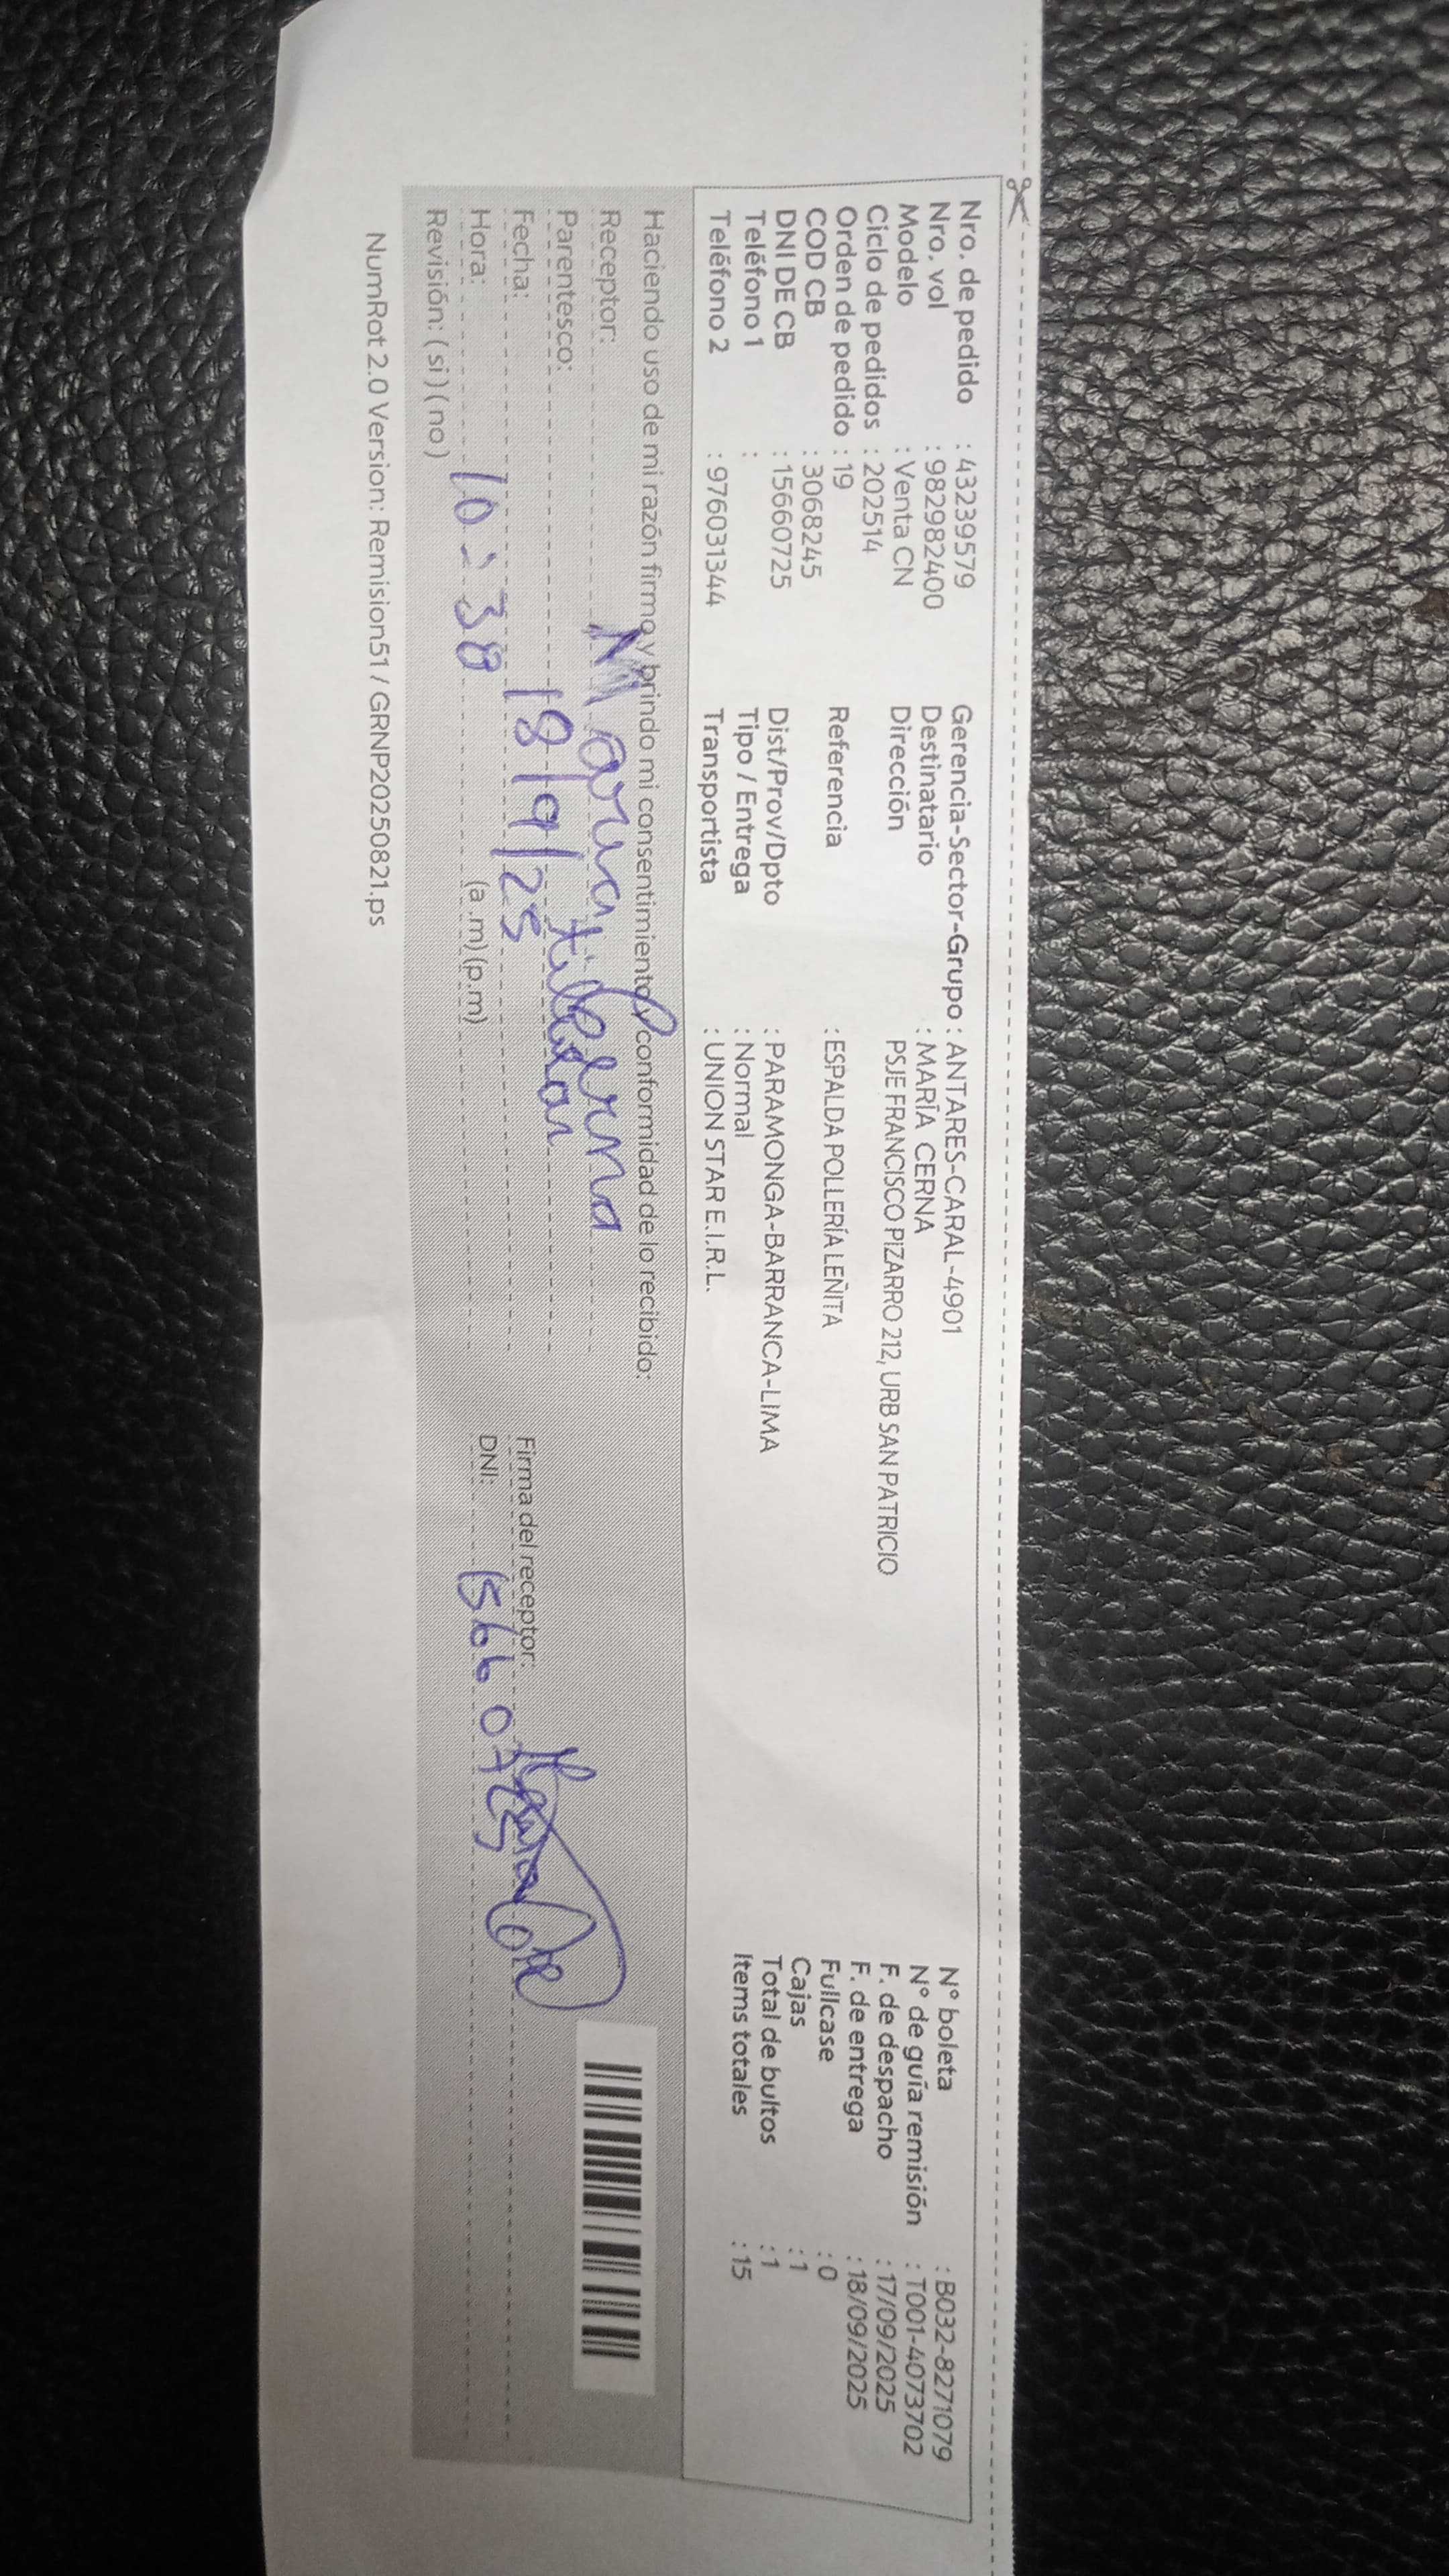 Nro. de pedido : 43239579
Nro. vol : 982982400
Modelo : Venta CN
Ciclo de pedidos : 202514
Orden de pedido : 19
COD CB : 3068245
DNI DE CB : 15660725
Teléfono 1 :
Teléfono 2 : 976031344
Gerencia-Sector-Grupo : ANTARES-CARAL-4901
Destinatario : MARÍA CERNA
Dirección PSJE FRANCISCO PIZARRO 212, URB SAN PATRICIO
Referencia : ESPALDA POLLERÍA LEÑITA
Dist/Prov/Dpto : PARAMONGA-BARRANCA-LIMA
Tipo / Entrega : Normal
Transportista : UNION STAR E.I.R.L.
N° boleta : B032-8271079
N° de guía remisión : T001-4073702
F. de despacho : 17/09/2025
F. de entrega : 18/09/2025
Fullcase : 0
Cajas : 1
Total de bultos : 1
Items totales : 15
Haciendo uso de mi razón firmo y brindo mi consentimiento conformidad de lo recibido:
Receptor: Maria Cerna
Parentesco: titular
Fecha: 18/9/25
Hora: 10:38 (a .m) (p.m)
Revisión: ( si ) ( no )
Firma del receptor:
DNI: 15660725
NumRot 2.0 Version: Remision51 / GRNP20250821.ps